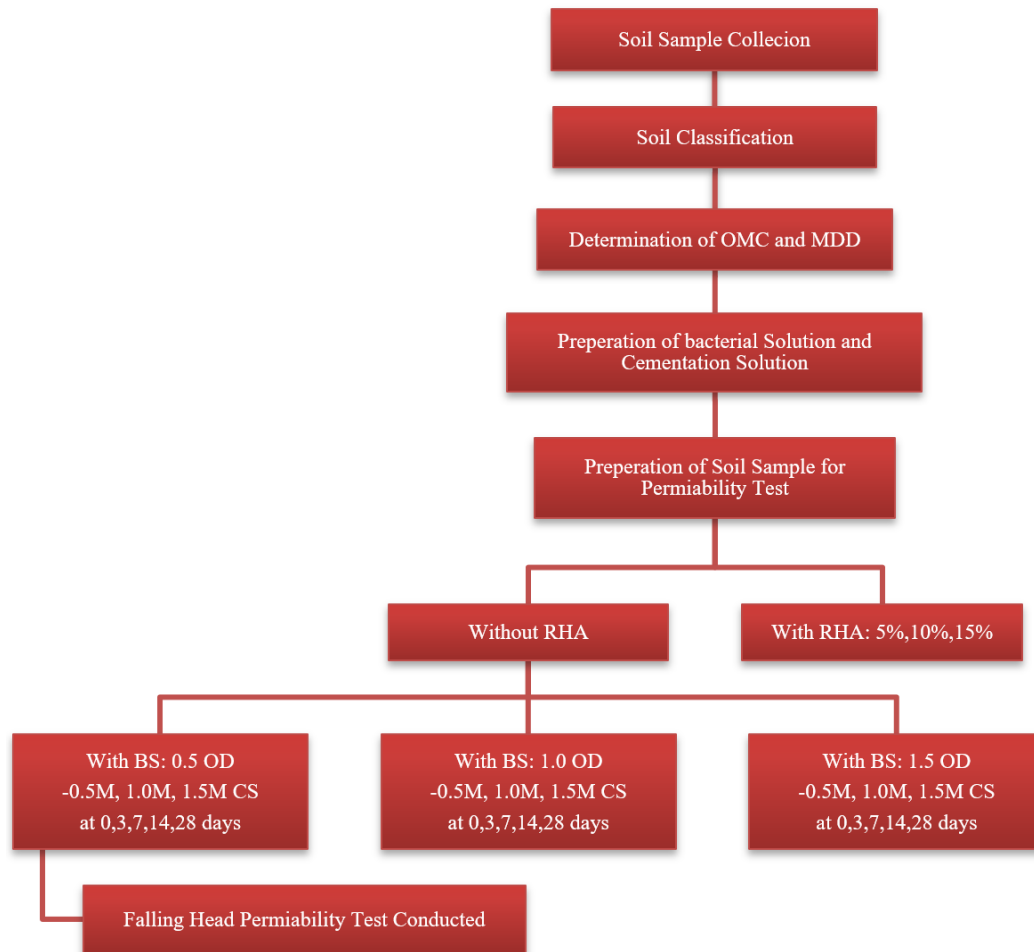 Soil Sample Collecion
Soil Classification
Determination of OMC and MDD
Preperation of bacterial Solution and
Cementation Solution
Preperation of Soil Sample for
Permiability Test
Without RHA
With RHA: 5%,10%,15%
With BS: 0.5 OD
-0.5M, 1.0M, 1.5M CS
at 0,3,7,14,28 days
With BS: 1.0 OD
-0.5M, 1.0M, 1.5M CS
at 0,3,7,14,28 days
With BS: 1.5 OD
-0.5M, 1.0M, 1.5M CS
at 0,3,7,14,28 days
Falling Head Permiability Test Conducted